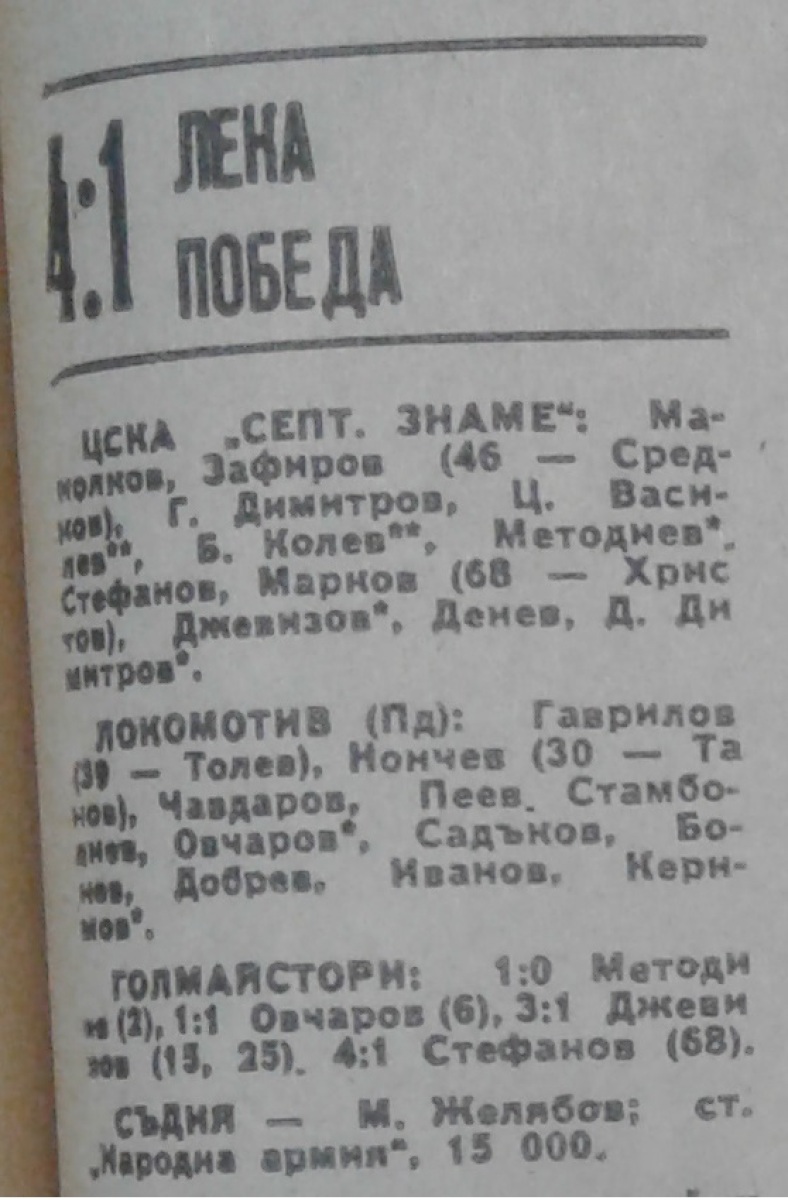 4:1 ЛЕКА
ПОБЕДА
ЦСКА „СЕПТ. ЗНАМЕ“: Ма-
нолков, Зафиров (46 — Сред-
ков), Г. Димитров, Ц. Васи-
лев**, Б. Колев**, Методиев*,
Стефанов, Марков (68 — Хрис
тов), Джевизов*, Денев, Д. Ди
митров*.
ЛОКОМОТИВ (Пд): Гаврилов
(39 — Толев), Кончев (30 — Та
нов), Чавдаров, Пеев, Стамбо-
лиев, Овчаров*, Садъков, Бо-
нев, Добрев, Иванов, Кери-
мов*.
ГОЛМАЙСТОРИ: 1:0 Методи
ев (2), 1:1 Овчаров (6), 3:1 Джеви
зов (15, 25). 4:1 Стефанов (68).
СЪДИЯ — М. Желябов; ст.
„Народна армия“, 15 000.